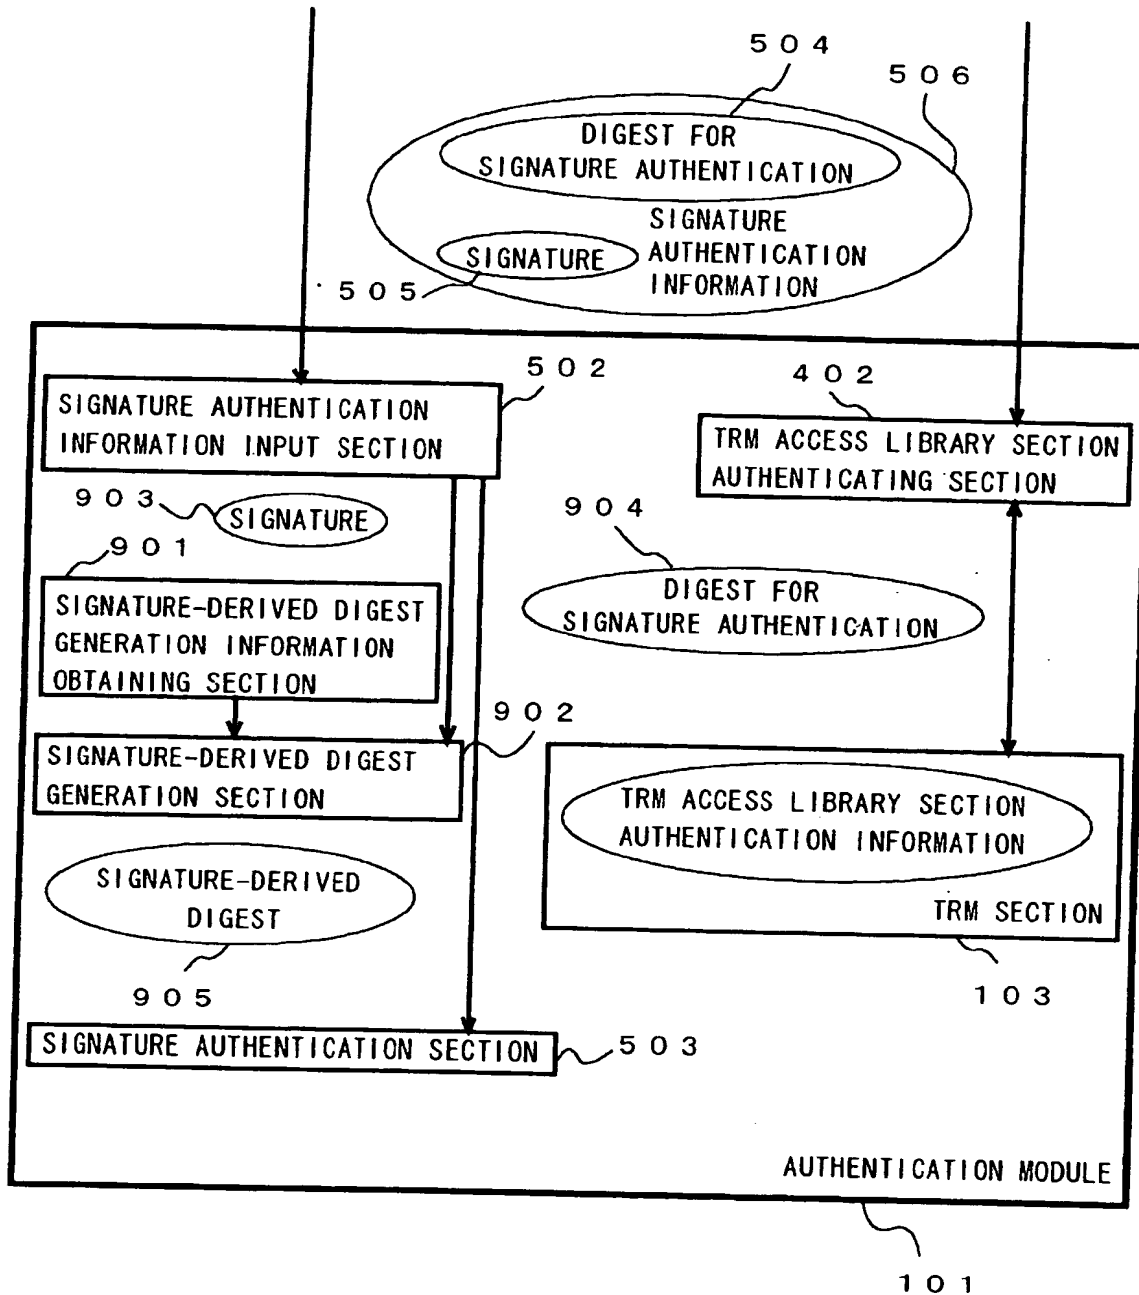 504
506
DIGEST FOR
SIGNATURE AUTHENTICATION
SIGNATURE
AUTHENTICATION
INFORMATION
SIGNATURE
505
502
SIGNATURE AUTHENTICATION
INFORMATION INPUT SECTION
402
TRM ACCESS LIBRARY SECTION
AUTHENTICATING SECTION
903
SIGNATURE
901
904
SIGNATURE-DERIVED DIGEST
GENERATION INFORMATION
OBTAINING SECTION
DIGEST FOR
SIGNATURE AUTHENTICATION
902
SIGNATURE-DERIVED DIGEST
GENERATION SECTION
TRM ACCESS LIBRARY SECTION
AUTHENTICATION INFORMATION
TRM SECTION
SIGNATURE-DERIVED
DIGEST
905
103
SIGNATURE AUTHENTICATION SECTION
503
AUTHENTICATION MODULE
101